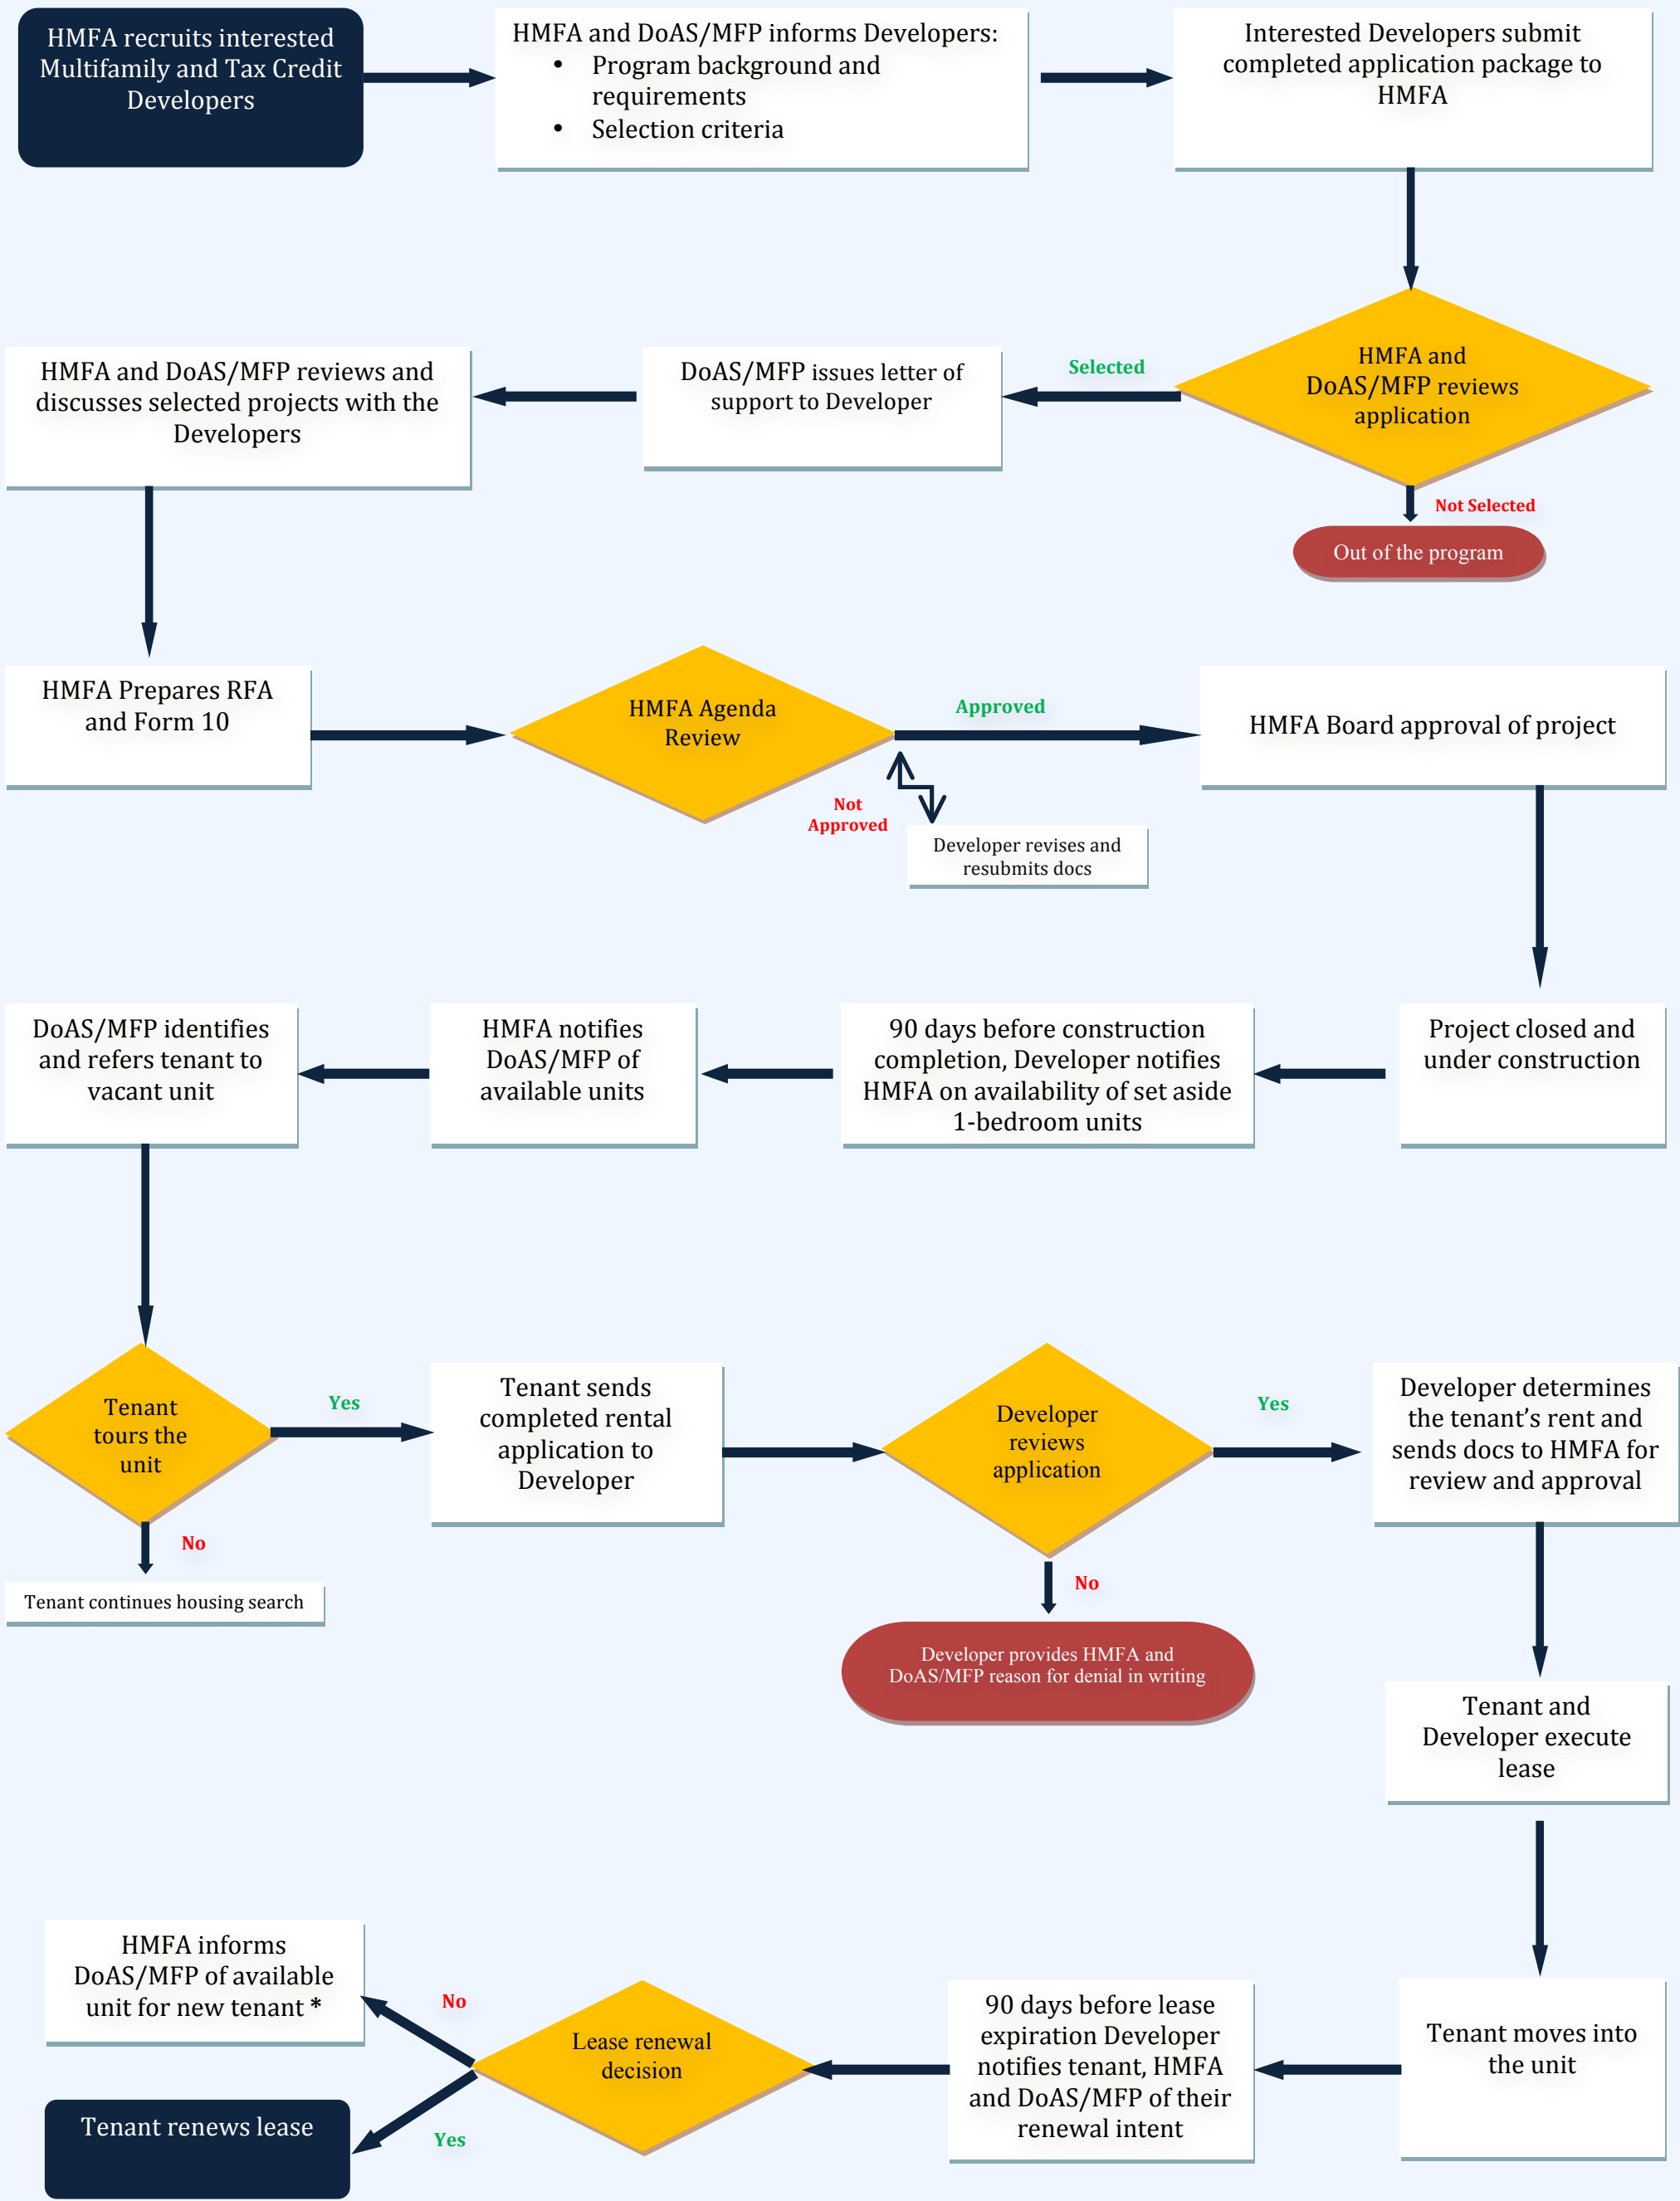 HMFA recruits interested
Multifamily and Tax Credit
Developers
HMFA and DoAS/MFP informs Developers:
• Program background and
requirements
• Selection criteria
Interested Developers submit
completed application package to
HMFA
HMFA and
DoAS/MFP reviews
application
Selected
Not Selected
Out of the program
DoAS/MFP issues letter of
support to Developer
HMFA and DoAS/MFP reviews and
discusses selected projects with the
Developers
HMFA Prepares RFA
and Form 10
HMFA Agenda
Review
Approved
Not
Approved
Developer revises and
resubmits docs
HMFA Board approval of project
Project closed and
under construction
90 days before construction
completion, Developer notifies
HMFA on availability of set aside
1-bedroom units
HMFA notifies
DoAS/MFP of
available units
DoAS/MFP identifies
and refers tenant to
vacant unit
Tenant
tours the
unit
Yes
No
Tenant continues housing search
Tenant sends
completed rental
application to
Developer
Developer
reviews
application
Yes
No
Developer provides HMFA and
DoAS/MFP reason for denial in writing
Developer determines
the tenant’s rent and
sends docs to HMFA for
review and approval
Tenant and
Developer execute
lease
Tenant moves into
the unit
90 days before lease
expiration Developer
notifies tenant, HMFA
and DoAS/MFP of their
renewal intent
Lease renewal
decision
No
Yes
HMFA informs
DoAS/MFP of available
unit for new tenant *
Tenant renews lease